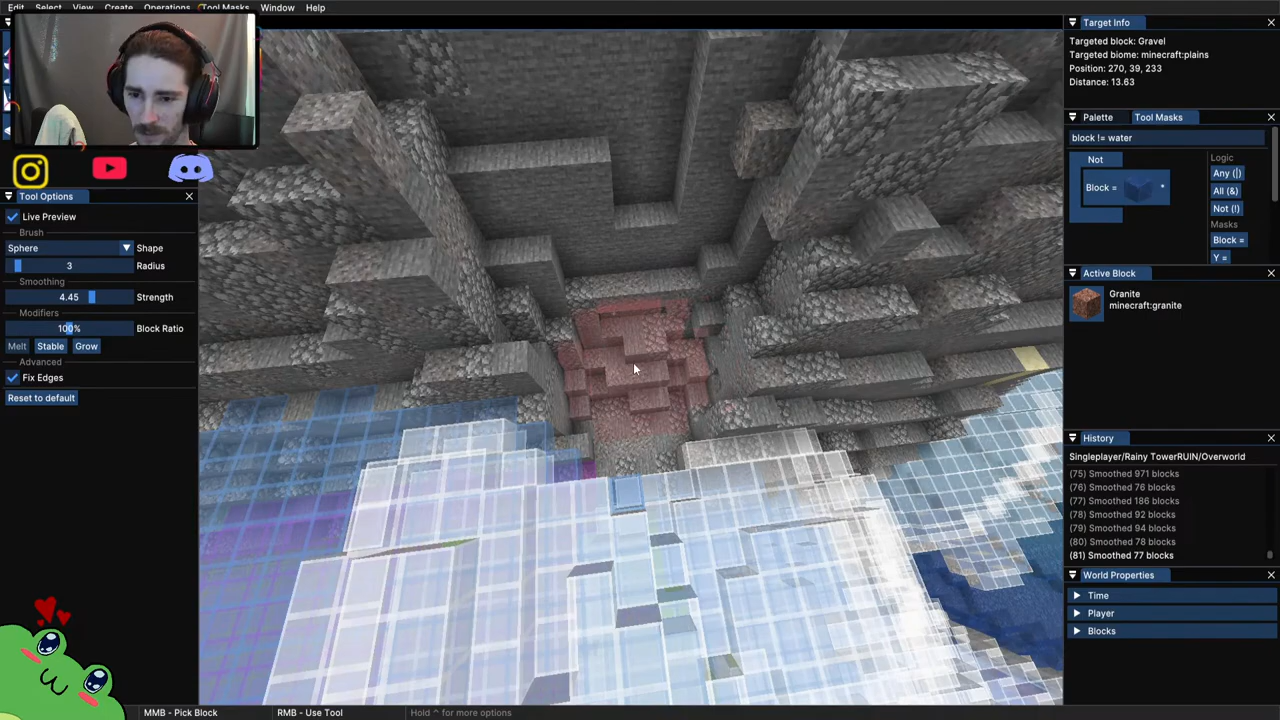 Edit Select View Create Operations Tool Masks Window Help
Tool Options
Live Preview
Brush
Sphere Shape
3 Radius
Smoothing
4.45 Strength
Modifiers
100% Block Ratio
Melt Stable Grow
Advanced
Fix Edges
Reset to default
Target Info
Targeted block: Gravel
Targeted biome: minecraft:plains
Position: 270, 39, 233
Distance: 13.63
Palette Tool Masks
block != water
Not
Block = *
Logic
Any (|)
All (&)
Not (!)
Masks
Block =
Y =
Active Block
Granite
minecraft:granite
History
Singleplayer/Rainy TowerRUIN/Overworld
(75) Smoothed 971 blocks
(76) Smoothed 76 blocks
(77) Smoothed 186 blocks
(78) Smoothed 92 blocks
(79) Smoothed 94 blocks
(80) Smoothed 78 blocks
(81) Smoothed 77 blocks
World Properties
Time
Player
Blocks
MMB - Pick Block RMB - Use Tool Hold ^ for more options